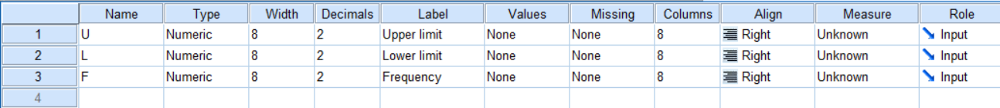 Name Type Width Decimals Label Values Missing Columns Align Measure Role
1 U Numeric 8 2 Upper limit None None 8 Right Unknown Input
2 L Numeric 8 2 Lower limit None None 8 Right Unknown Input
3 F Numeric 8 2 Frequency None None 8 Right Unknown Input
4